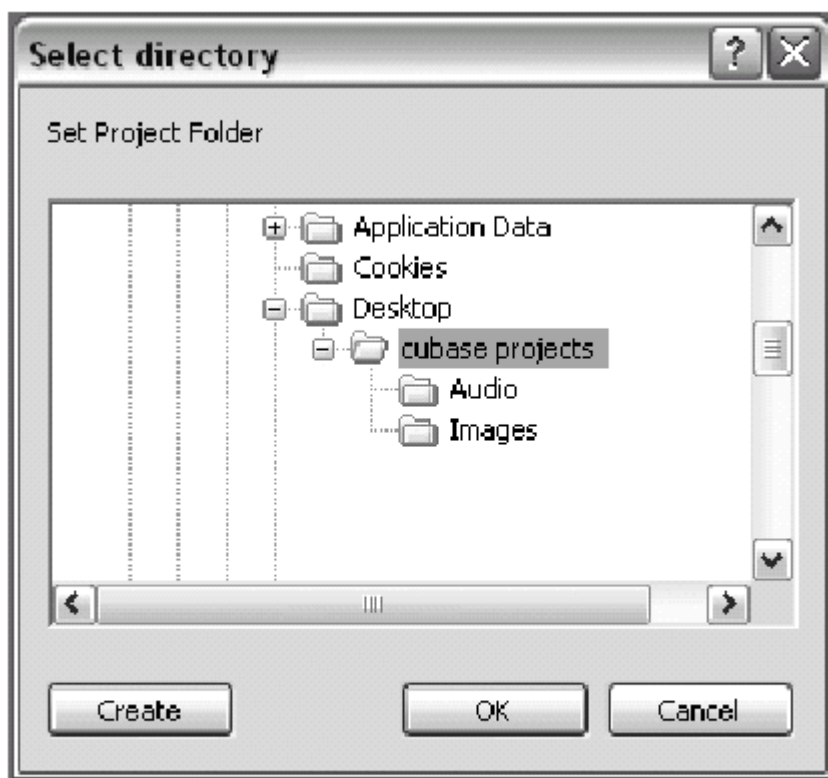 Select directory
Set Project Folder
Application Data
Cookies
Desktop
cubase projects
Audio
Images
Create OK Cancel